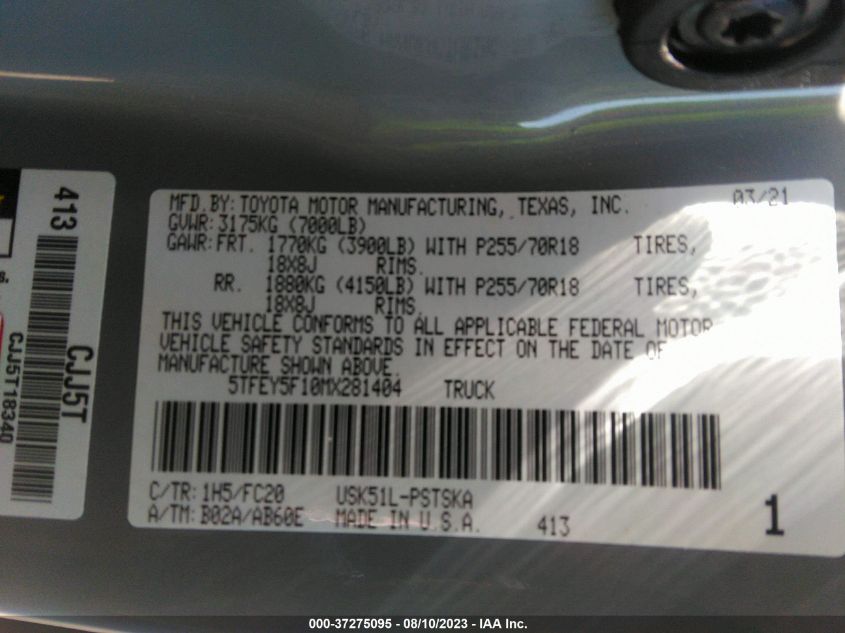 413
CJJ5T
CJJ5T18340
MFD.BY: TOYOTA MOTOR MANUFACTURING, TEXAS, INC. 03/21
GVWR: 3175KG (7000LB)
GAWR: FRT. 1770KG (3900LB) WITH P255/70R18 TIRES,
18X8J RIMS.
RR. 1880KG (4150LB) WITH P255/70R18 TIRES,
18X8J RIMS.
THIS VEHICLE CONFORMS TO ALL APPLICABLE FEDERAL MOTOR
VEHICLE SAFETY STANDARDS IN EFFECT ON THE DATE OF
MANUFACTURE SHOWN ABOVE.
5TFEY5F10MX281404 TRUCK
C/TR: 1H5/FC20 USK51L-PSTSKA
A/TM: B02A/AB60E MADE IN U.S.A. 413 1
000-37275095 - 08/10/2023 - IAA Inc.